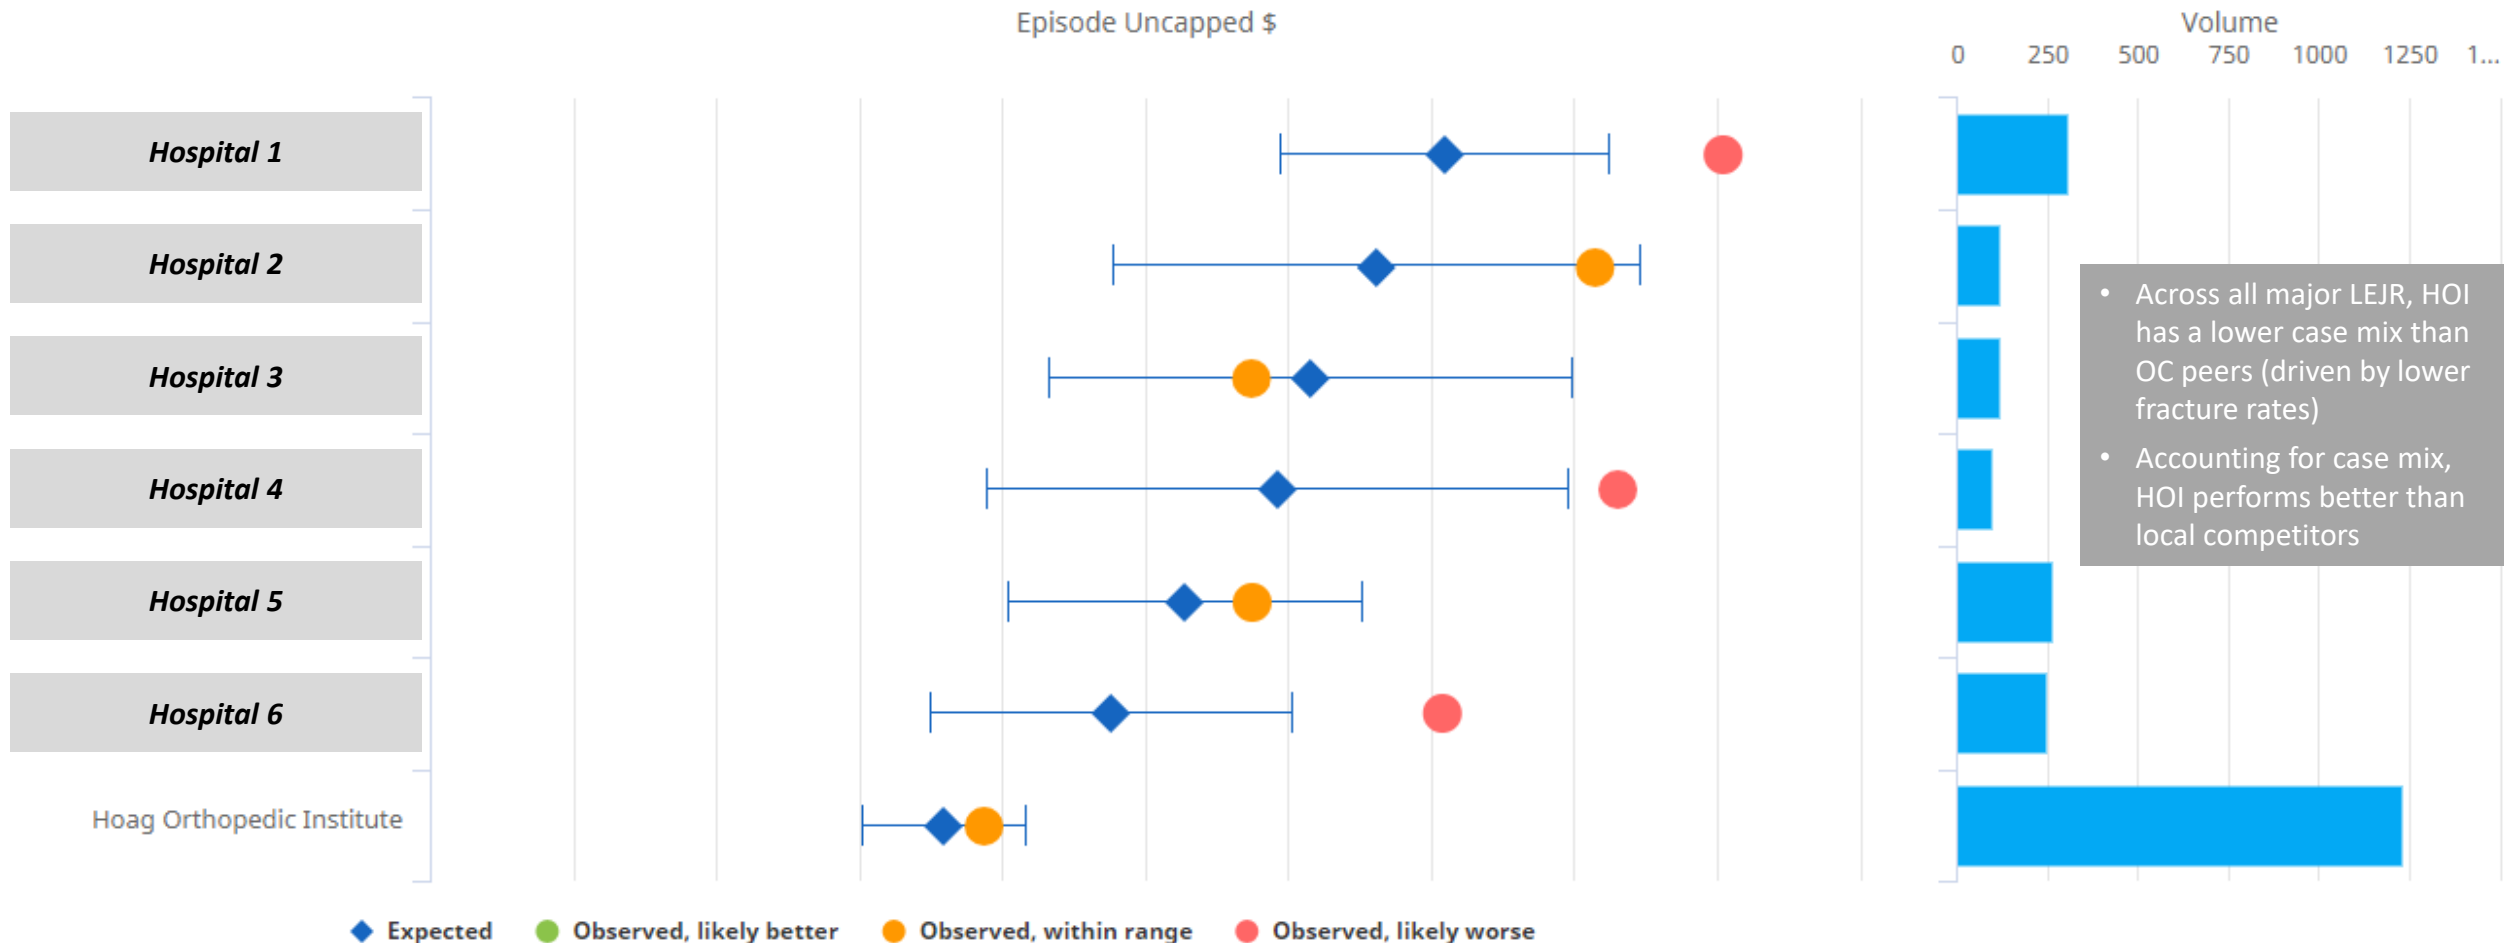 Episode Uncapped $
Volume
0 250 500 750 1000 1250 1...
Hospital 1
Hospital 2
Hospital 3
Hospital 4
Hospital 5
Hospital 6
Hoag Orthopedic Institute
• Across all major LEJR, HOI
has a lower case mix than
OC peers (driven by lower
fracture rates)
• Accounting for case mix,
HOI performs better than
local competitors
Expected Observed, likely better Observed, within range Observed, likely worse